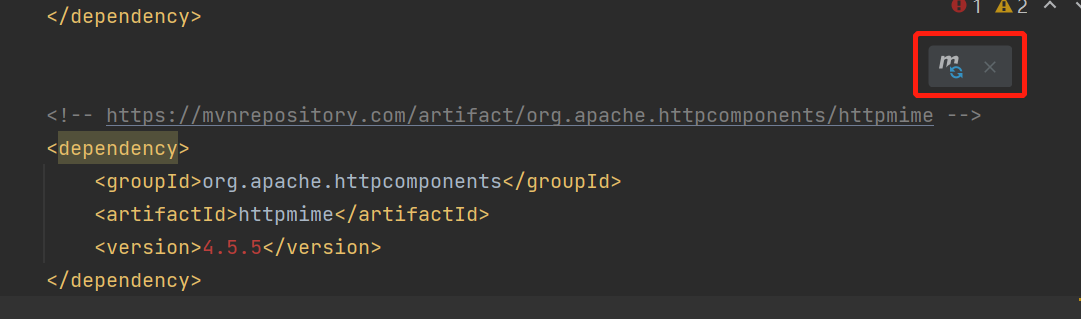 </dependency>
1 2
m
<!-- https://mvnrepository.com/artifact/org.apache.httpcomponents/httpmime -->
<dependency>
<groupId>org.apache.httpcomponents</groupId>
<artifactId>httpmime</artifactId>
<version>4.5.5</version>
</dependency>